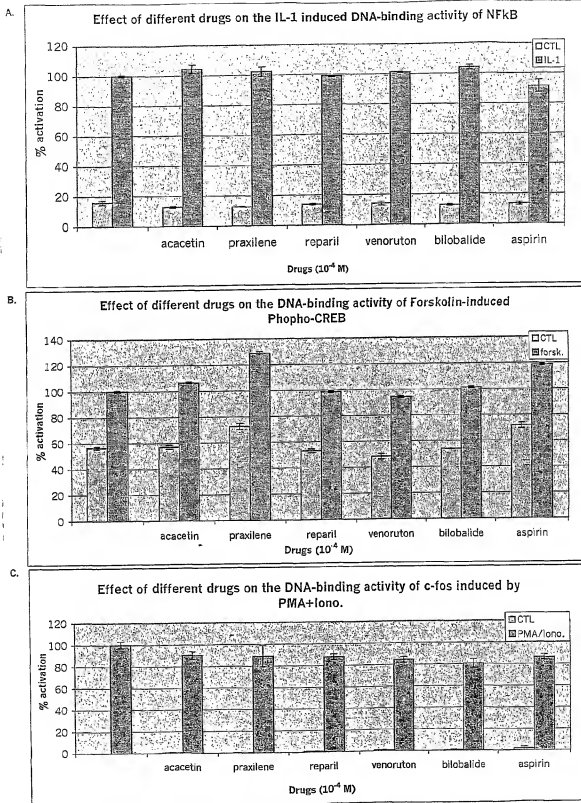 A.
Effect of different drugs on the IL-1 induced DNA-binding activity of NFkB
CTL
IL-1
% activation
120
100
80
60
40
20
0
acacetin praxilene reparil venoruton bilobalide aspirin
Drugs (10⁻⁴ M)
B.
Effect of different drugs on the DNA-binding activity of Forskolin-induced
Phopho-CREB
CTL
forsk.
% activation
140
120
100
80
60
40
20
0
acacetin praxilene reparil venoruton bilobalide aspirin
Drugs (10⁻⁴ M)
C.
Effect of different drugs on the DNA-binding activity of c-fos induced by
PMA+Iono.
CTL
PMA/Iono.
% activation
120
100
80
60
40
20
0
acacetin praxilene reparil venoruton bilobalide aspirin
Drugs (10⁻⁴ M)